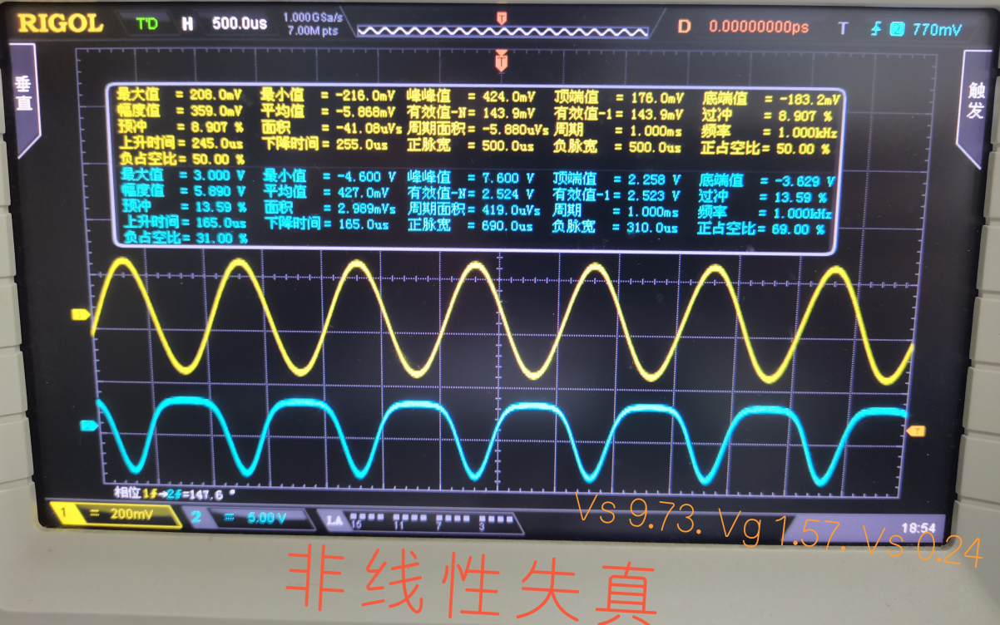 RIGOL T'D H 500.0us 1.000GSa/s 7.00M pts D 0.00000000ps T 2 770mV
垂直
触发
最大值 = 208.0mV 最小值 = -216.0mV 峰峰值 = 424.0mV 顶端值 = 176.0mV 底端值 = -183.2mV
幅度值 = 359.0mV 平均值 = -5.868mV 有效值-N= 143.9mV 有效值-1= 143.9mV 过冲 = 8.907 %
预冲 = 8.907 % 面积 = -41.08uVs 周期面积= -5.880uVs 周期 = 1.000ms 频率 = 1.000kHz
上升时间= 245.0us 下降时间= 255.0us 正脉宽 = 500.0us 负脉宽 = 500.0us 正占空比= 50.00 %
负占空比= 50.00 %
最大值 = 3.000 V 最小值 = -4.600 V 峰峰值 = 7.600 V 顶端值 = 2.258 V 底端值 = -3.629 V
幅度值 = 5.890 V 平均值 = 427.0mV 有效值-N= 2.524 V 有效值-1= 2.523 V 过冲 = 13.59 %
预冲 = 13.59 % 面积 = 2.989mVs 周期面积= 419.0uVs 周期 = 1.000ms 频率 = 1.000kHz
上升时间= 165.0us 下降时间= 165.0us 正脉宽 = 690.0us 负脉宽 = 310.0us 正占空比= 69.00 %
负占空比= 31.00 %
T
相位1f→2f=147.6 °
1 = 200mV 2 = 5.00 V LA 15 11 7 3 18:54
Vs 9.73. Vg 1.57. Vs 0.24
非线性失真